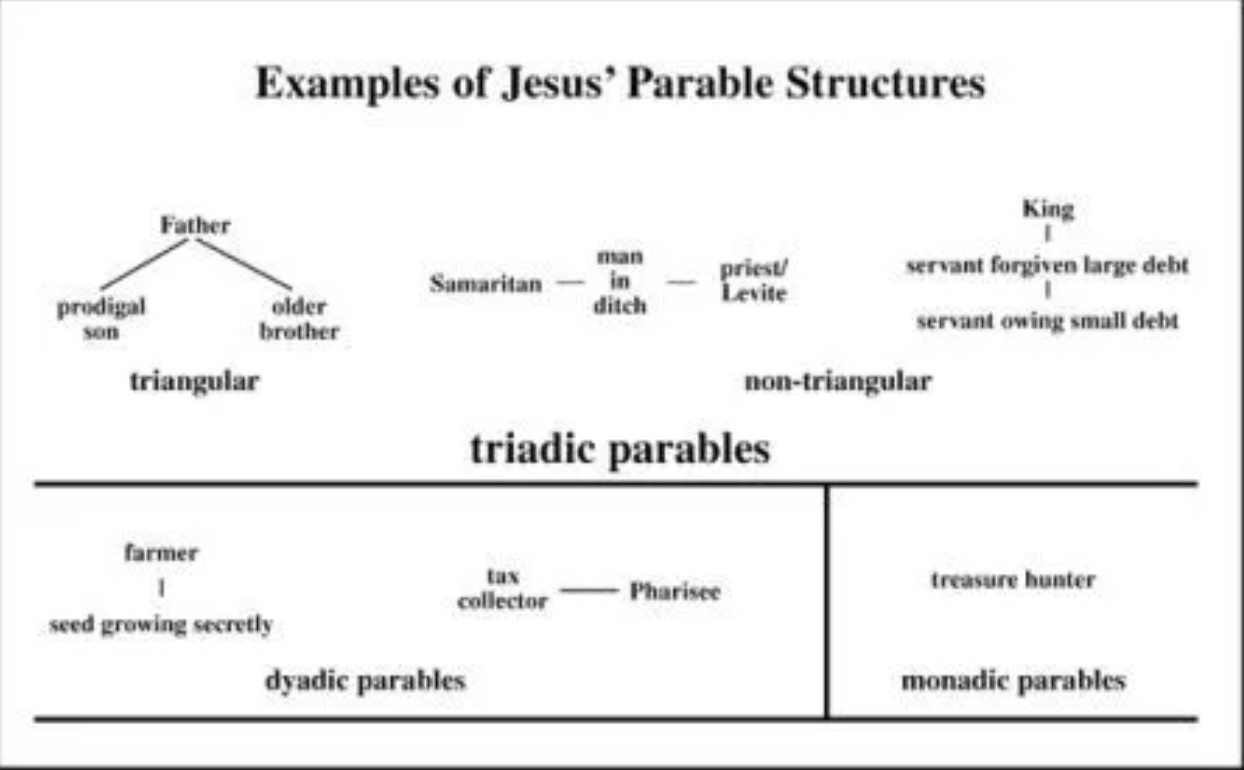 Examples of Jesus' Parable Structures
Father
prodigal
son
older
brother
triangular
Samaritan
man
in
ditch
priest/
Levite
King
servant forgiven large debt
servant owing small debt
non-triangular
triadic parables
farmer
seed growing secretly
tax
collector
Pharisee
dyadic parables
treasure hunter
monadic parables